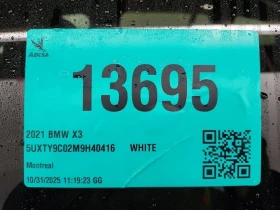 ADESA
13695
2021 BMW X3
5UXTY9C02M9H40416 WHITE
Montreal
10/31/2025 11:19:23 GG